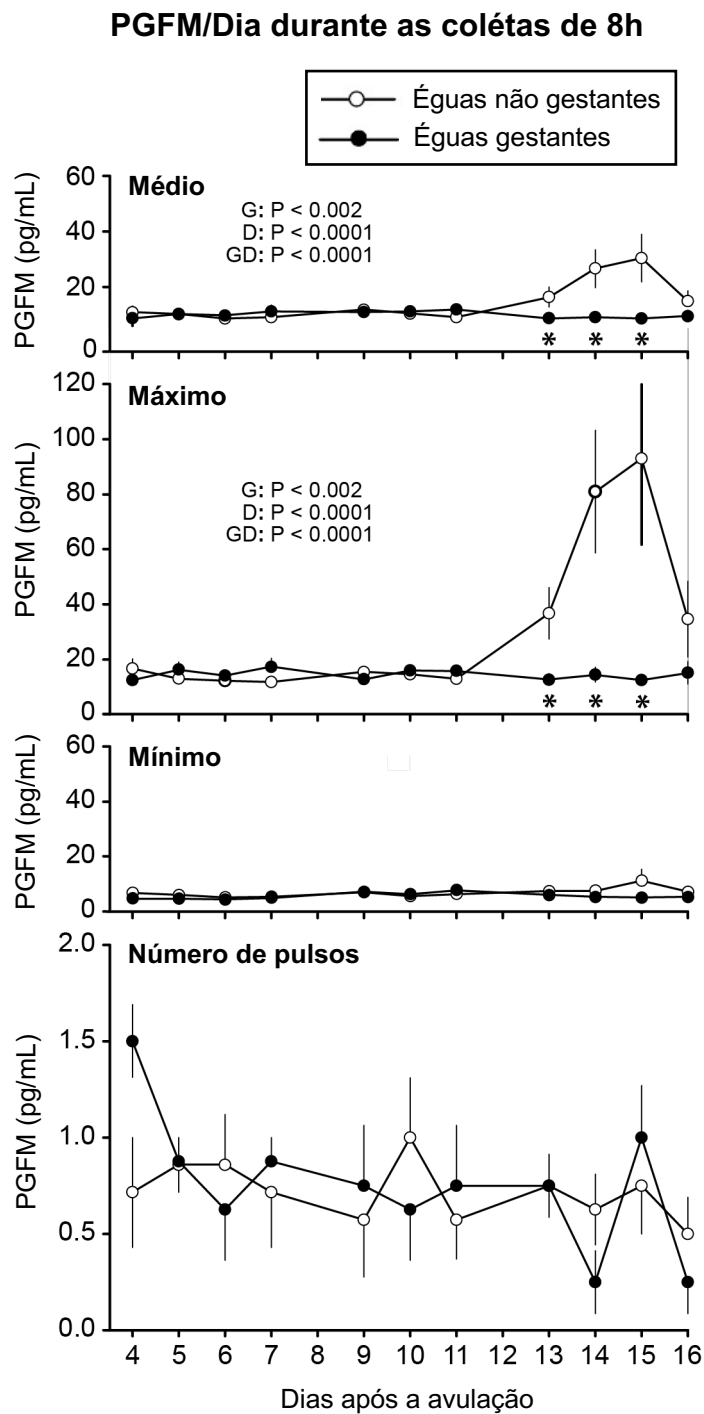 PGFM/Dia durante as colétas de 8h
Éguas não gestantes
Éguas gestantes
60
40
20
0
PGFM (pg/mL)
Médio
G: P < 0.002
D: P < 0.0001
GD: P < 0.0001
* * *
120
100
80
60
40
20
0
PGFM (pg/mL)
Máximo
G: P < 0.002
D: P < 0.0001
GD: P < 0.0001
* * *
60
40
20
0
PGFM (pg/mL)
Mínimo
2.0
1.5
1.0
0.5
0.0
PGFM (pg/mL)
Número de pulsos
4 5 6 7 8 9 10 11 12 13 14 15 16
Dias após a avulação